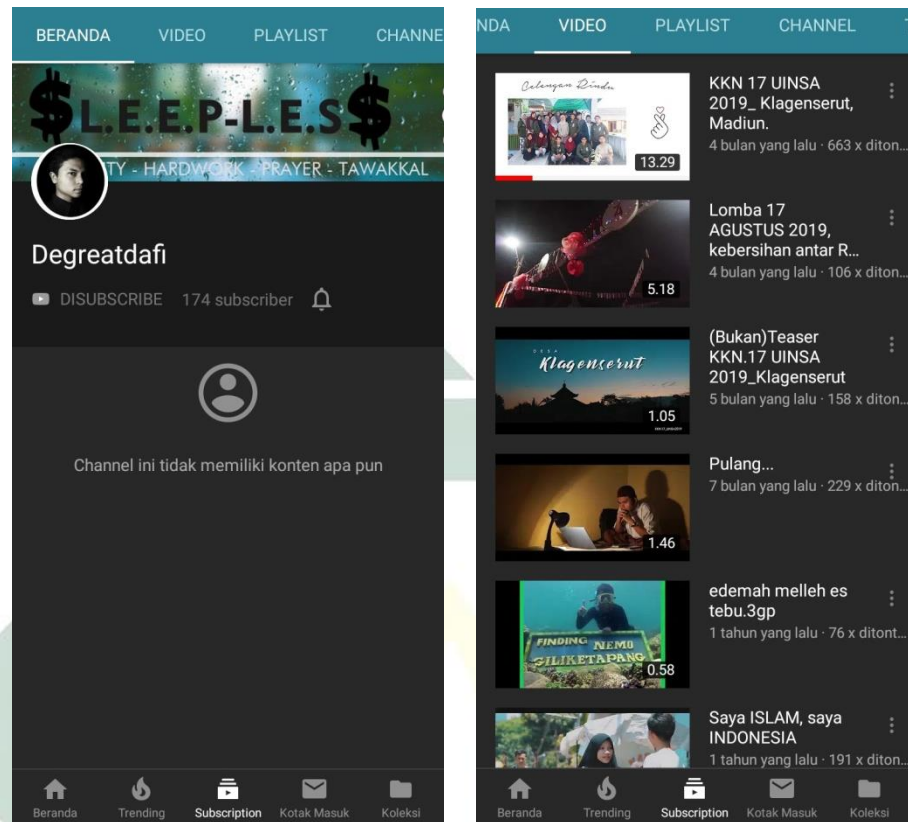 BERANDA VIDEO PLAYLIST CHANNE
$L.E.E.P-L.E.S$
TY - HARDWORK - PRAYER - TAWAKKAL
Degreatdafi
DISUBSCRIBE 174 subscriber
Channel ini tidak memiliki konten apa pun
Beranda Trending Subscription Kotak Masuk Koleksi
NDA VIDEO PLAYLIST CHANNEL
Celengan Rindu
13.29
KKN 17 UINSA
2019_ Klagenserut,
Madiun.
4 bulan yang lalu · 663 x diton...
5.18
Lomba 17
AGUSTUS 2019,
kebersihan antar R...
4 bulan yang lalu · 106 x diton...
DESA
Klagenserut
1.05
(Bukan)Teaser
KKN.17 UINSA
2019_Klagenserut
5 bulan yang lalu · 158 x diton...
1.46
Pulang...
7 bulan yang lalu · 229 x diton...
FINDING NEMO
GILIKETAPANG
0.58
edemah melleh es
tebu.3gp
1 tahun yang lalu · 76 x ditont...
Saya ISLAM, saya
INDONESIA
1 tahun yang lalu · 191 x diton...
Beranda Trending Subscription Kotak Masuk Koleksi